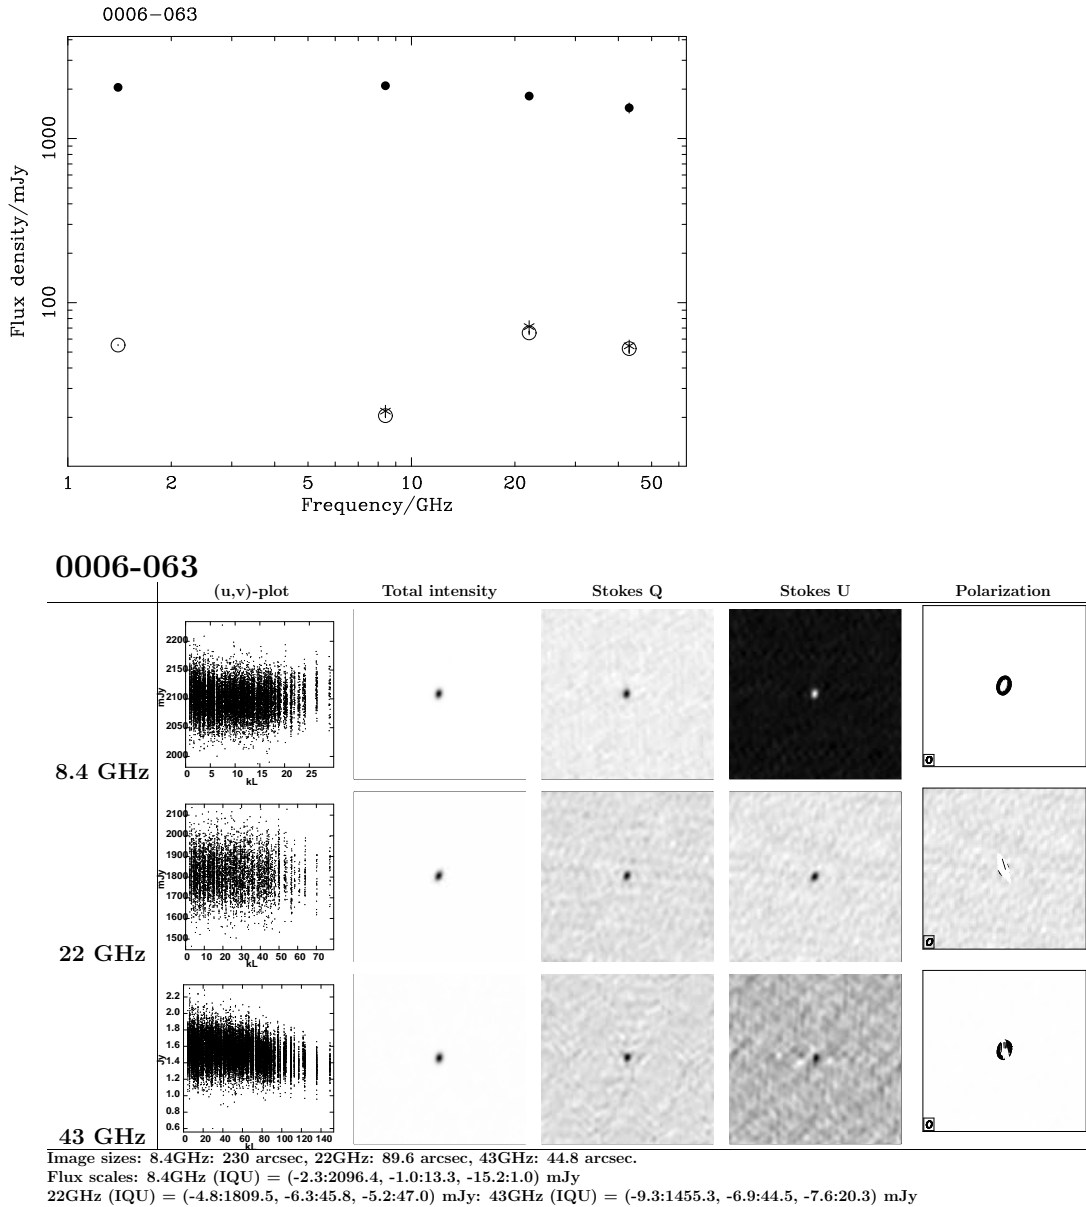 0006−063
Flux density/mJy
1000
100
1 2 5 10 20 50
Frequency/GHz
0006-063
(u,v)-plot Total intensity Stokes Q Stokes U Polarization
2200
2150
2100
2050
2000
mJy
0 5 10 15 20 25
kL
8.4 GHz
2100
2000
1900
1800
1700
1600
1500
mJy
0 10 20 30 40 50 60 70
kL
22 GHz
2.2
2.0
1.8
1.6
1.4
1.2
1.0
0.8
0.6
Jy
0 20 40 60 80 100 120 140
kL
43 GHz
Image sizes: 8.4GHz: 230 arcsec, 22GHz: 89.6 arcsec, 43GHz: 44.8 arcsec.
Flux scales: 8.4GHz (IQU) = (-2.3:2096.4, -1.0:13.3, -15.2:1.0) mJy
22GHz (IQU) = (-4.8:1809.5, -6.3:45.8, -5.2:47.0) mJy: 43GHz (IQU) = (-9.3:1455.3, -6.9:44.5, -7.6:20.3) mJy